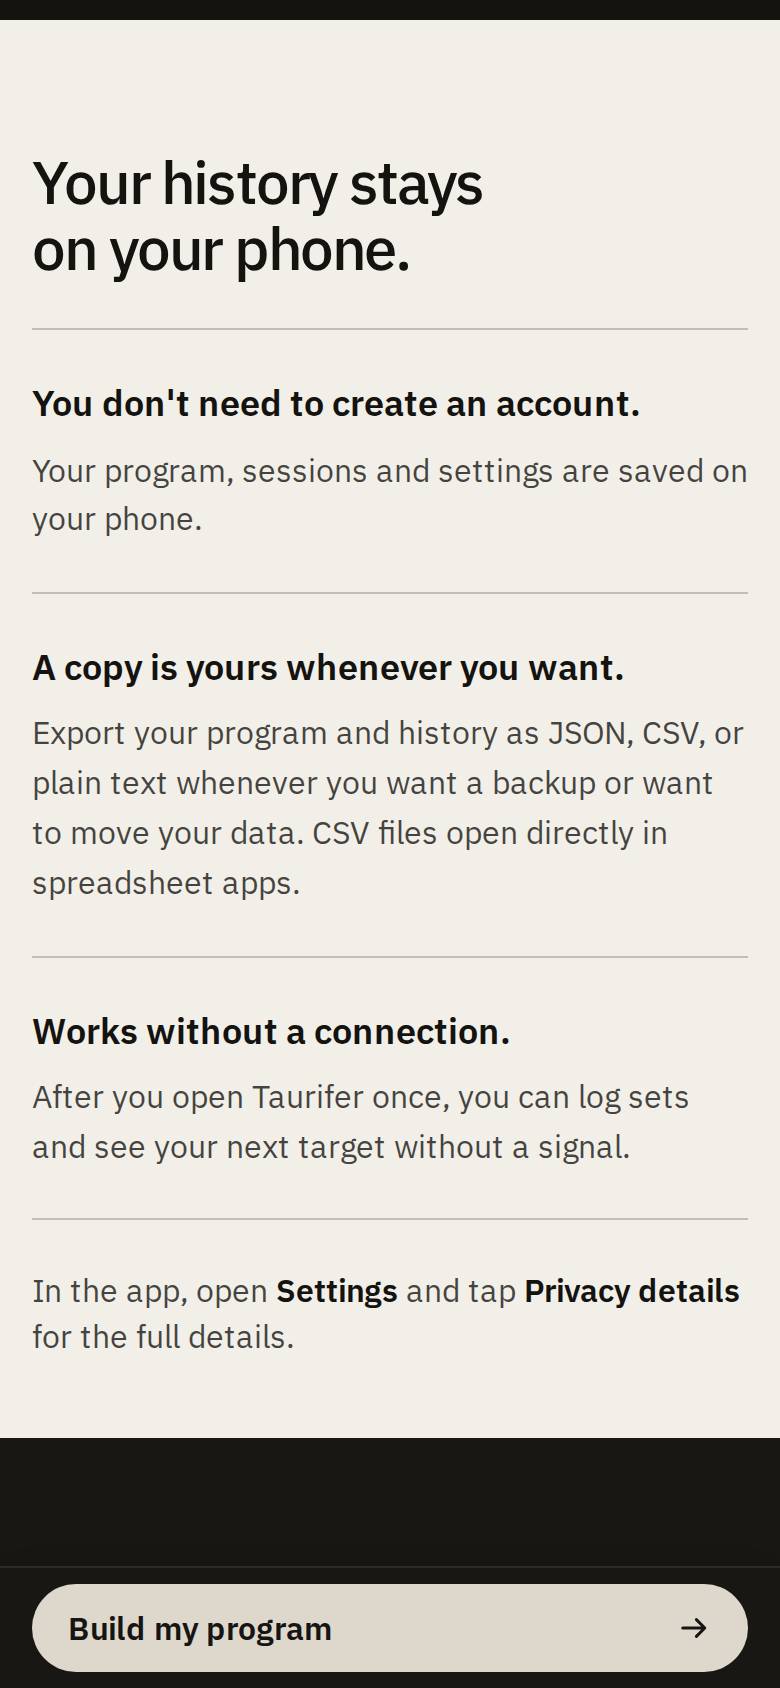 Your history stays
on your phone.
You don't need to create an account.
Your program, sessions and settings are saved on
your phone.
A copy is yours whenever you want.
Export your program and history as JSON, CSV, or
plain text whenever you want a backup or want
to move your data. CSV files open directly in
spreadsheet apps.
Works without a connection.
After you open Taurifer once, you can log sets
and see your next target without a signal.
In the app, open Settings and tap Privacy details
for the full details.
Build my program